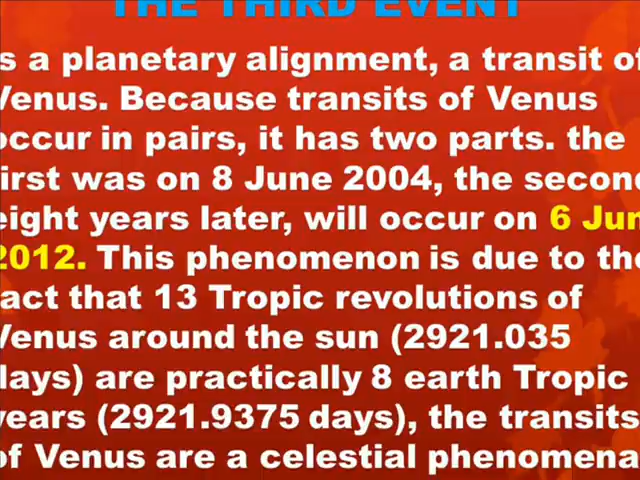 THE THIRD EVENT
s a planetary alignment, a transit of
Venus. Because transits of Venus
occur in pairs, it has two parts. the
first was on 8 June 2004, the second
eight years later, will occur on 6 Jun
2012. This phenomenon is due to the
fact that 13 Tropic revolutions of
Venus around the sun (2921.035
days) are practically 8 earth Tropic
years (2921.9375 days), the transits
of Venus are a celestial phenomena